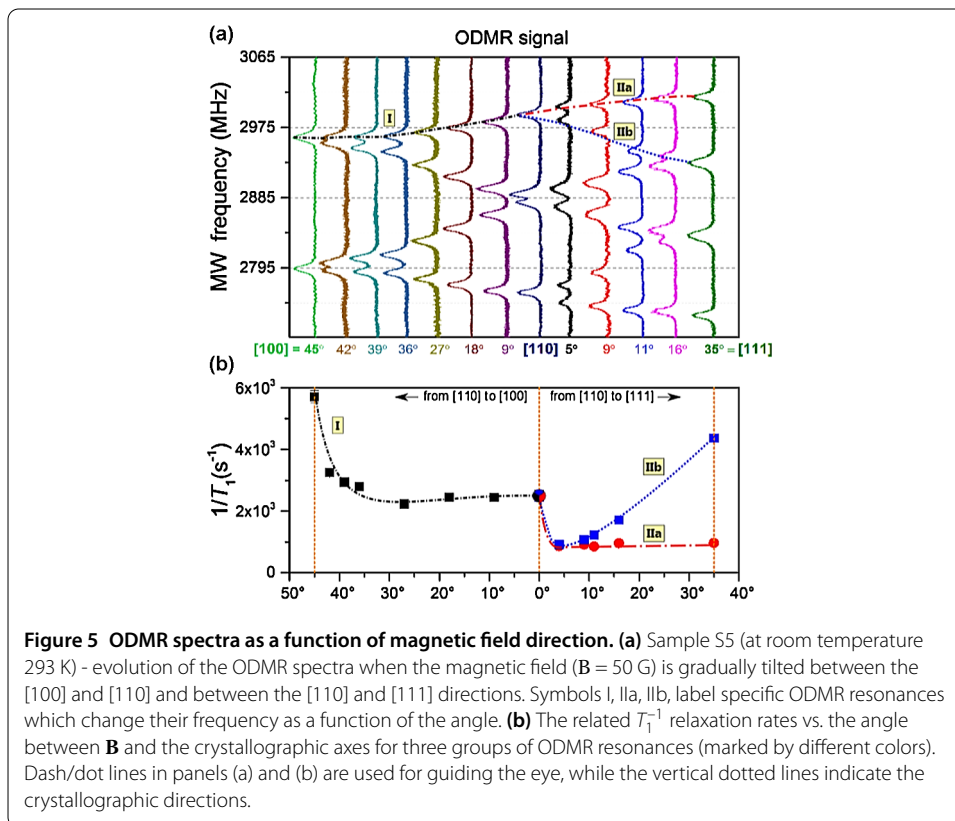 (a)
ODMR signal
3065
2975
2885
2795
MW frequency (MHz)
I
IIa
IIb
[100] = 45° 42° 39° 36° 27° 18° 9° [110] 5° 9° 11° 16° 35° = [111]
(b)
6x10³
4x10³
2x10³
0
1/T₁(s⁻¹)
← from [110] to [100]
from [110] to [111] →
I
IIb
IIa
50° 40° 30° 20° 10° 0° 10° 20° 30° 40°
Figure 5 ODMR spectra as a function of magnetic field direction. (a) Sample S5 (at room temperature
293 K) - evolution of the ODMR spectra when the magnetic field (B = 50 G) is gradually tilted between the
[100] and [110] and between the [110] and [111] directions. Symbols I, IIa, IIb, label specific ODMR resonances
which change their frequency as a function of the angle. (b) The related T₁⁻¹ relaxation rates vs. the angle
between B and the crystallographic axes for three groups of ODMR resonances (marked by different colors).
Dash/dot lines in panels (a) and (b) are used for guiding the eye, while the vertical dotted lines indicate the
crystallographic directions.